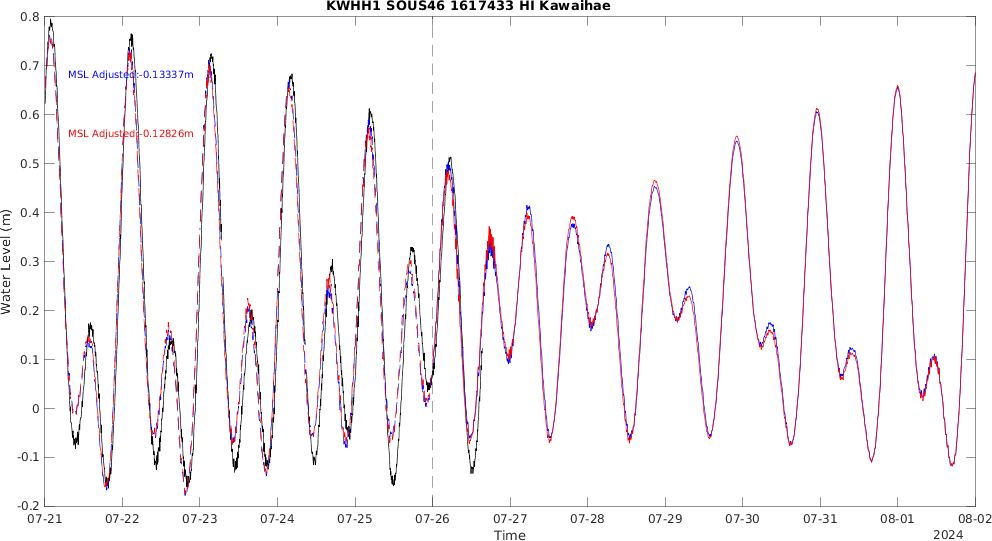 KWHH1 SOUS46 1617433 HI Kawaihae
0.8
0.7
MSL Adjusted:-0.13337m
0.6
MSL Adjusted:-0.12826m
0.5
0.4
0.3
Water Level (m)
0.2
0.1
0
-0.1
-0.2
07-21 07-22 07-23 07-24 07-25 07-26 07-27 07-28 07-29 07-30 07-31 08-01 08-02
Time
2024